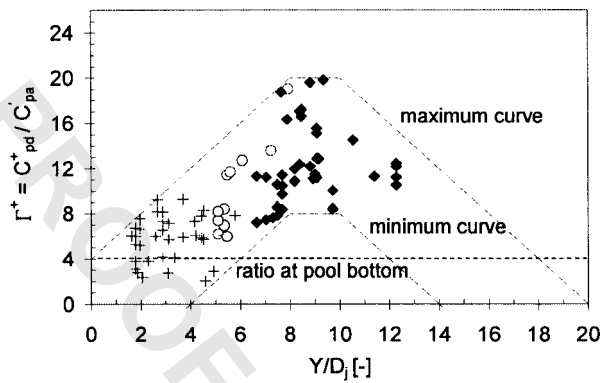 24
20
16
12
8
4
0
Γ⁺ = C⁺pd / C'pa
maximum curve
minimum curve
ratio at pool bottom
0 2 4 6 8 10 12 14 16 18 20
Y/Dj [-]
PROOF